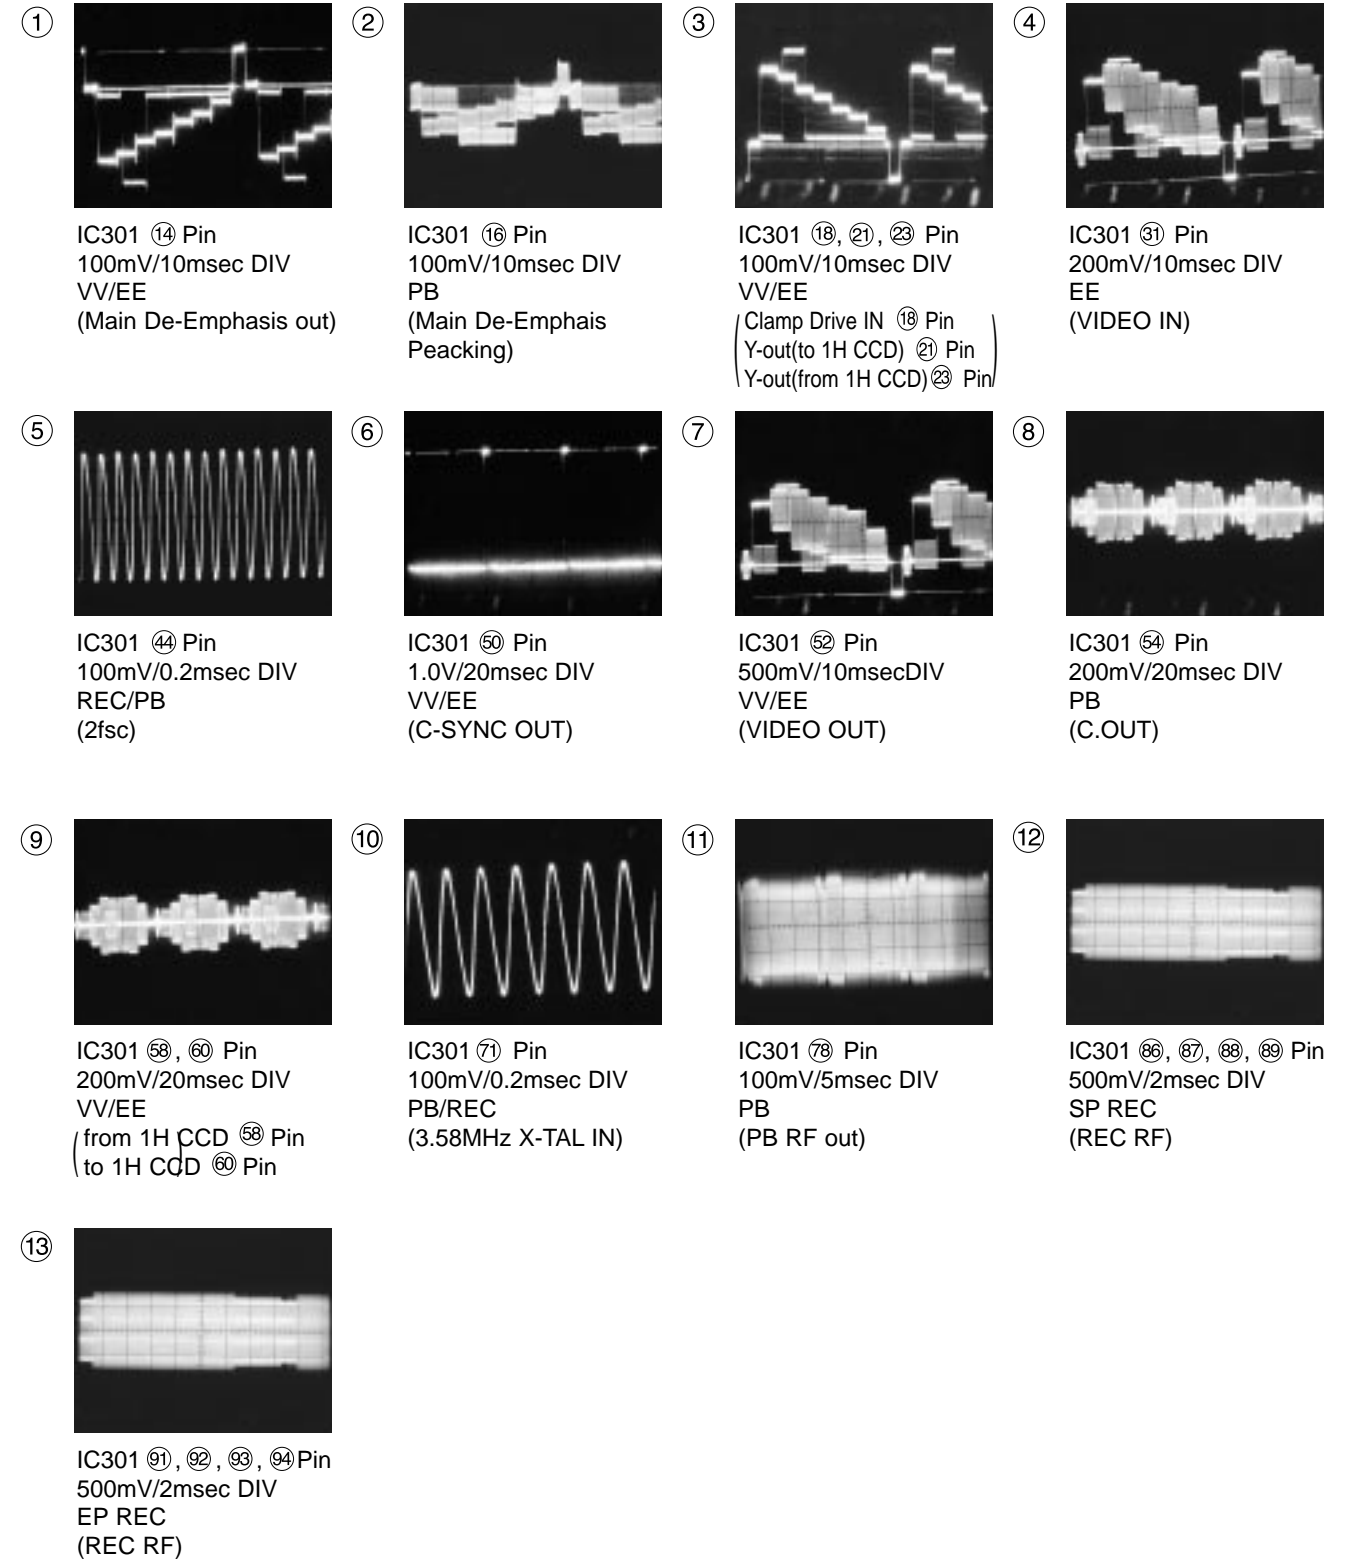 ①
IC301 ⑭ Pin
100mV/10msec DIV
VV/EE
(Main De-Emphasis out)
②
IC301 ⑯ Pin
100mV/10msec DIV
PB
(Main De-Emphais
Peacking)
③
IC301 ⑱, ㉑, ㉓ Pin
100mV/10msec DIV
VV/EE
(Clamp Drive IN ⑱ Pin
Y-out(to 1H CCD) ㉑ Pin
Y-out(from 1H CCD) ㉓ Pin)
④
IC301 ㉛ Pin
200mV/10msec DIV
EE
(VIDEO IN)
⑤
IC301 ㊹ Pin
100mV/0.2msec DIV
REC/PB
(2fsc)
⑥
IC301 ㊿ Pin
1.0V/20msec DIV
VV/EE
(C-SYNC OUT)
⑦
IC301 52 Pin
500mV/10msecDIV
VV/EE
(VIDEO OUT)
⑧
IC301 54 Pin
200mV/20msec DIV
PB
(C.OUT)
⑨
IC301 58, 60 Pin
200mV/20msec DIV
VV/EE
(from 1H CCD 58 Pin
to 1H CCD 60 Pin)
⑩
IC301 71 Pin
100mV/0.2msec DIV
PB/REC
(3.58MHz X-TAL IN)
⑪
IC301 78 Pin
100mV/5msec DIV
PB
(PB RF out)
⑫
IC301 86, 87, 88, 89 Pin
500mV/2msec DIV
SP REC
(REC RF)
⑬
IC301 91, 92, 93, 94 Pin
500mV/2msec DIV
EP REC
(REC RF)